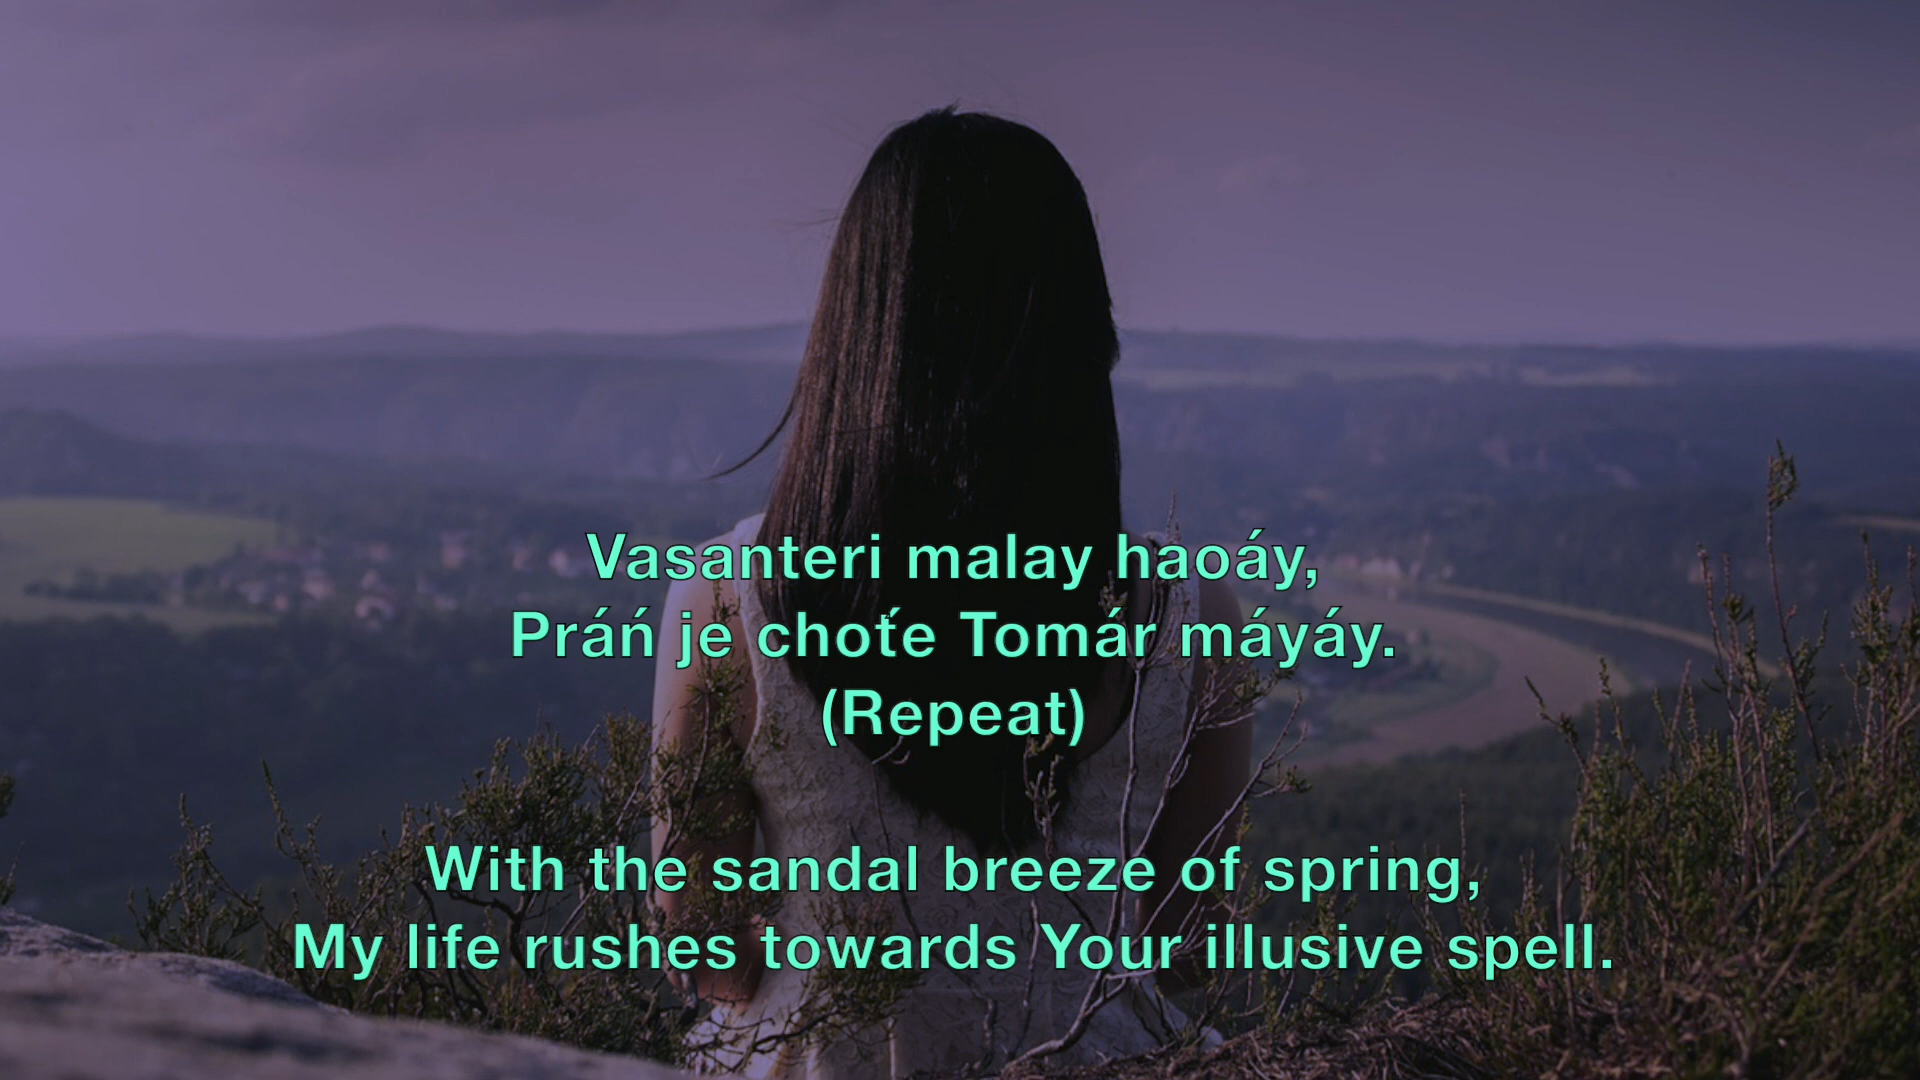 Vasanteri malay haoáy,
Práń je chot́e Tomár máyáy.
(Repeat)
With the sandal breeze of spring,
My life rushes towards Your illusive spell.